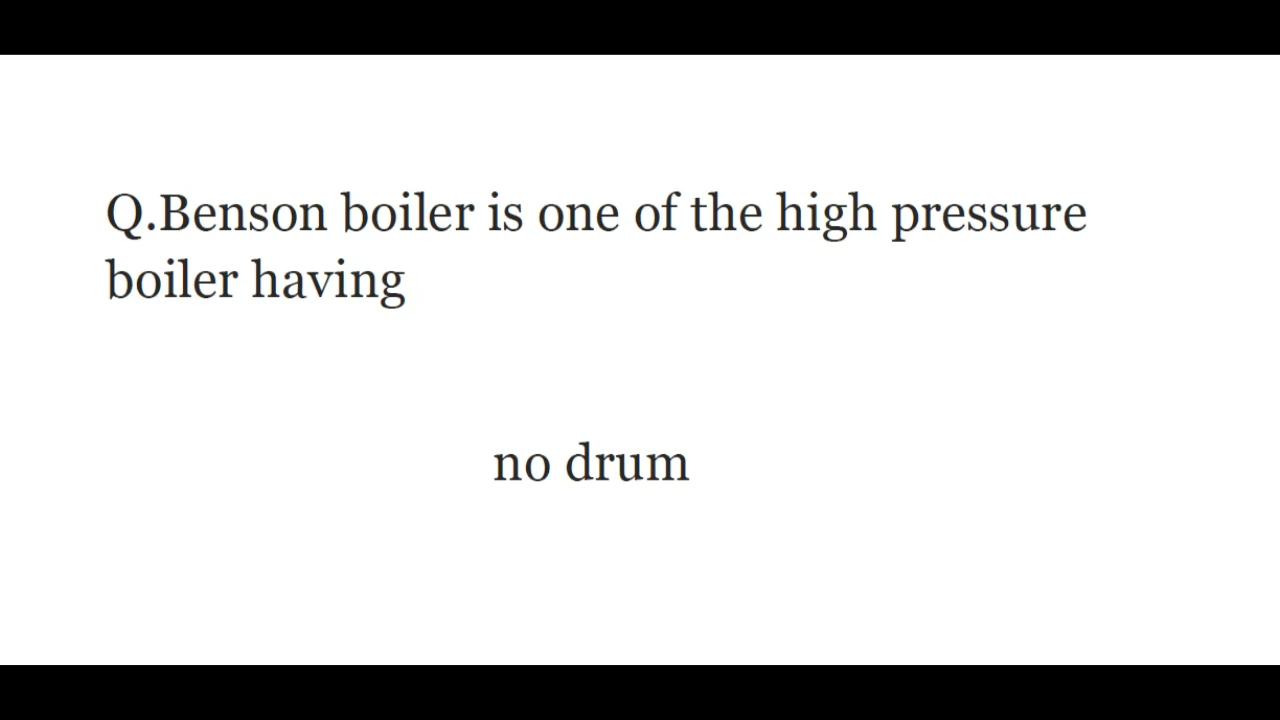 Q.Benson boiler is one of the high pressure
boiler having
no drum